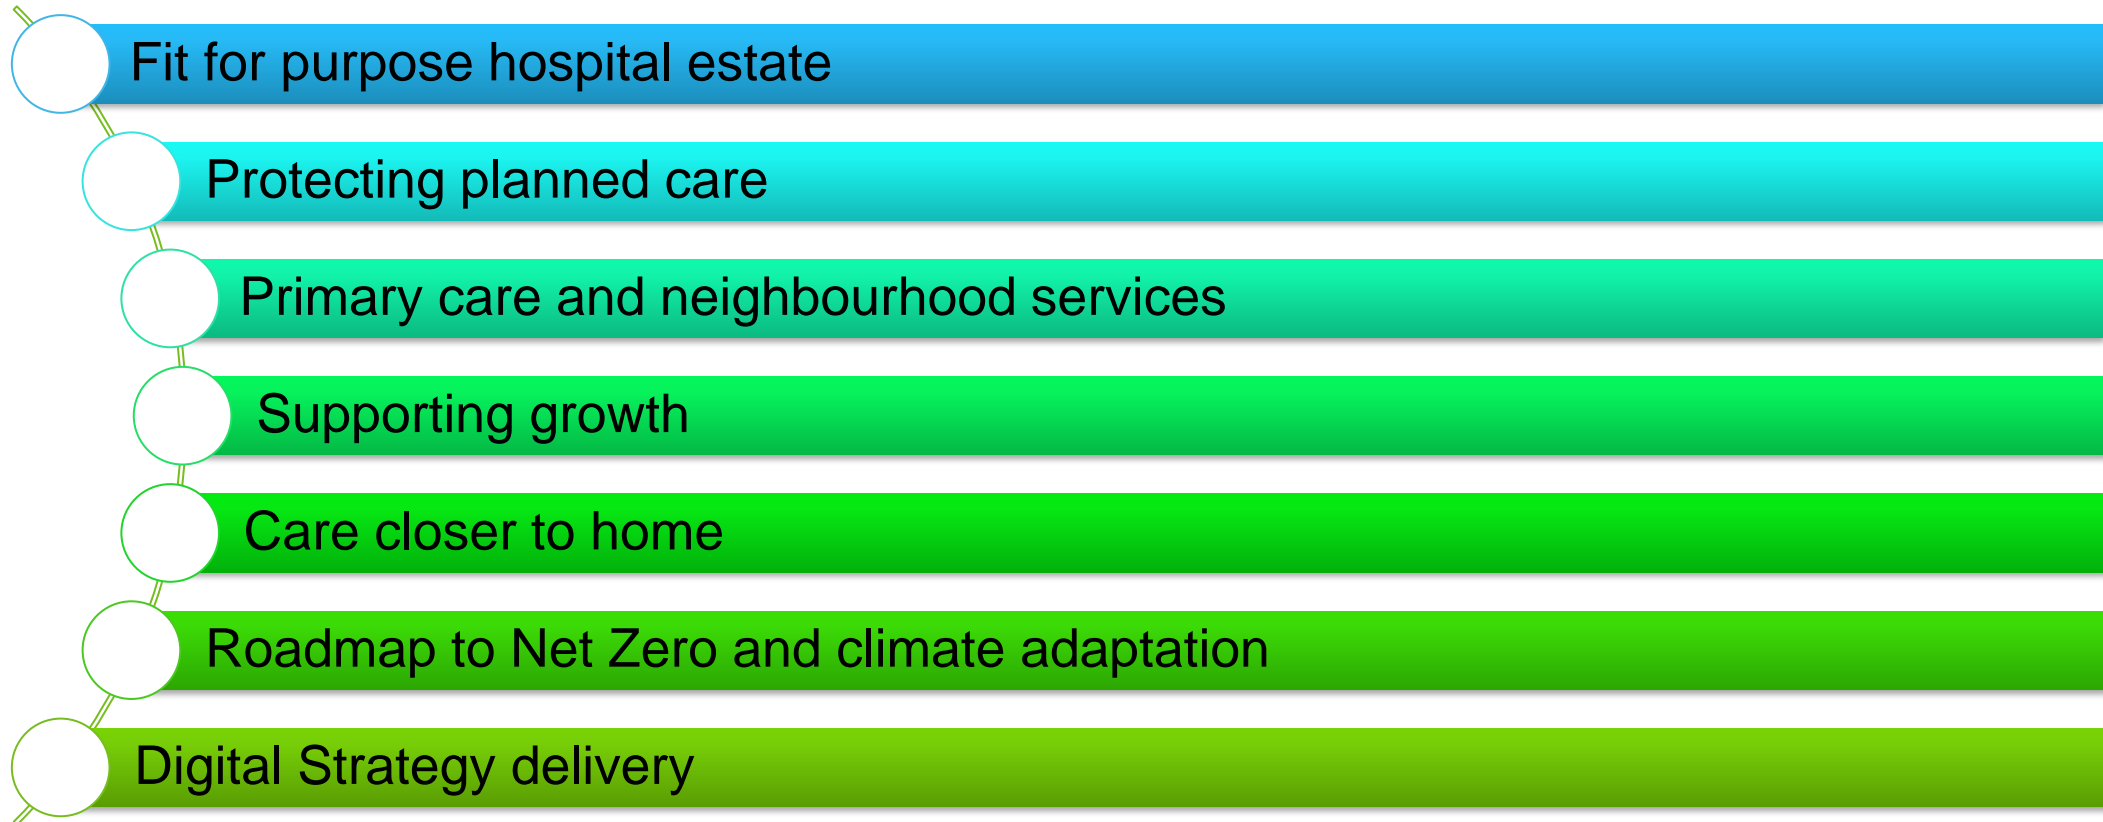 Fit for purpose hospital estate
Protecting planned care
Primary care and neighbourhood services
Supporting growth
Care closer to home
Roadmap to Net Zero and climate adaptation
Digital Strategy delivery